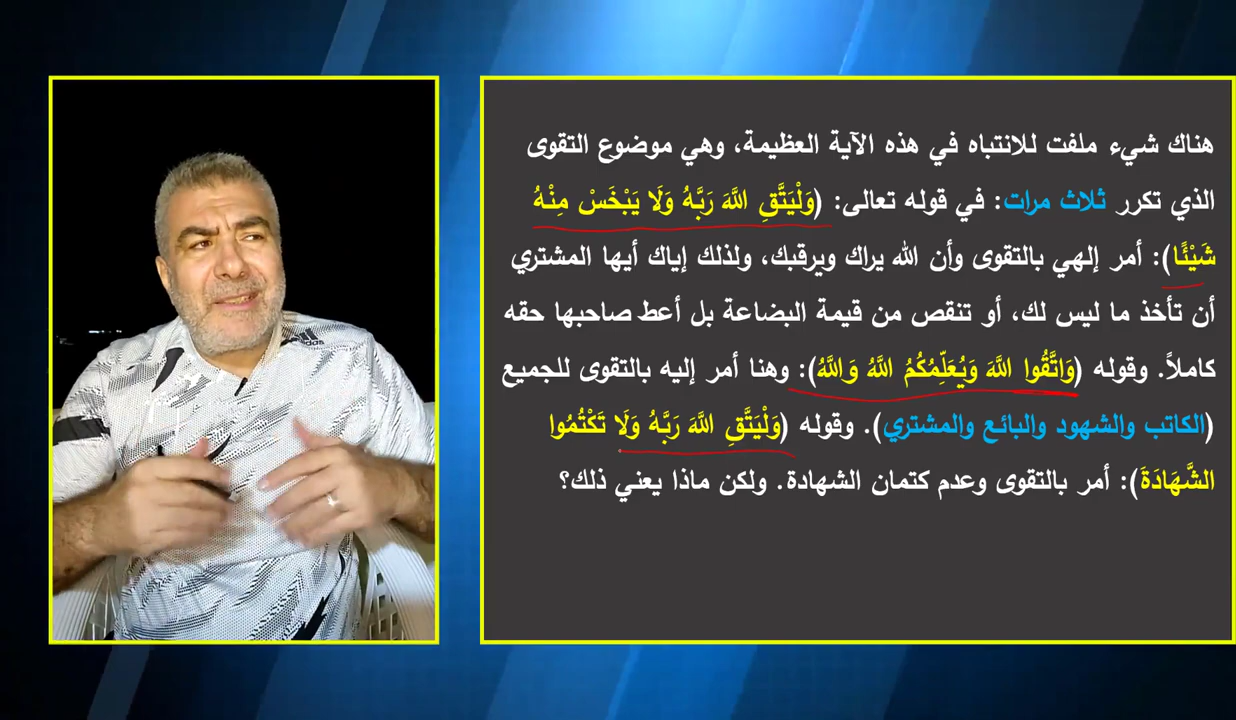 هناك شيء ملفت للانتباه في هذه الآية العظيمة، وهي موضوع التقوى
الذي تكرر ثلاث مرات: في قوله تعالى: (وَلْيَتَّقِ اللَّهَ رَبَّهُ وَلَا يَبْخَسْ مِنْهُ
شَيْئًا): أمر إلهي بالتقوى وأن الله يراك ويرقبك، ولذلك إياك أيها المشتري
أن تأخذ ما ليس لك، أو تنقص من قيمة البضاعة بل أعط صاحبها حقه
كاملاً. وقوله (وَاتَّقُوا اللَّهَ وَيُعَلِّمُكُمُ اللَّهُ وَاللَّهُ): وهنا أمر إليه بالتقوى للجميع
(الكاتب والشهود والبائع والمشتري). وقوله (وَلْيَتَّقِ اللَّهَ رَبَّهُ وَلَا تَكْتُمُوا
الشَّهَادَةَ): أمر بالتقوى وعدم كتمان الشهادة. ولكن ماذا يعني ذلك؟
adidas